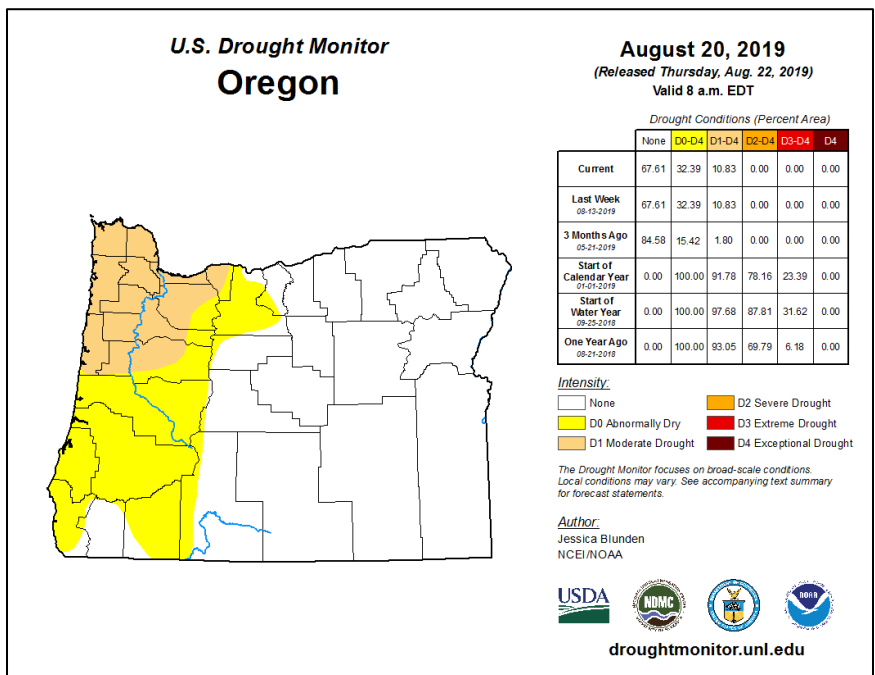 U.S. Drought Monitor
Oregon
August 20, 2019
(Released Thursday, Aug. 22, 2019)
Valid 8 a.m. EDT
Drought Conditions (Percent Area)
None D0-D4 D1-D4 D2-D4 D3-D4 D4
Current 67.61 32.39 10.83 0.00 0.00 0.00
Last Week
08-13-2019 67.61 32.39 10.83 0.00 0.00 0.00
3 Months Ago
05-21-2019 84.58 15.42 1.80 0.00 0.00 0.00
Start of
Calendar Year
01-01-2019 0.00 100.00 91.78 78.16 23.39 0.00
Start of
Water Year
09-25-2018 0.00 100.00 97.68 87.81 31.62 0.00
One Year Ago
08-21-2018 0.00 100.00 93.05 69.79 6.18 0.00
Intensity:
None
D0 Abnormally Dry
D1 Moderate Drought
D2 Severe Drought
D3 Extreme Drought
D4 Exceptional Drought
The Drought Monitor focuses on broad-scale conditions.
Local conditions may vary. See accompanying text summary
for forecast statements.
Author:
Jessica Blunden
NCEI/NOAA
USDA
NDMC
NOAA
droughtmonitor.unl.edu